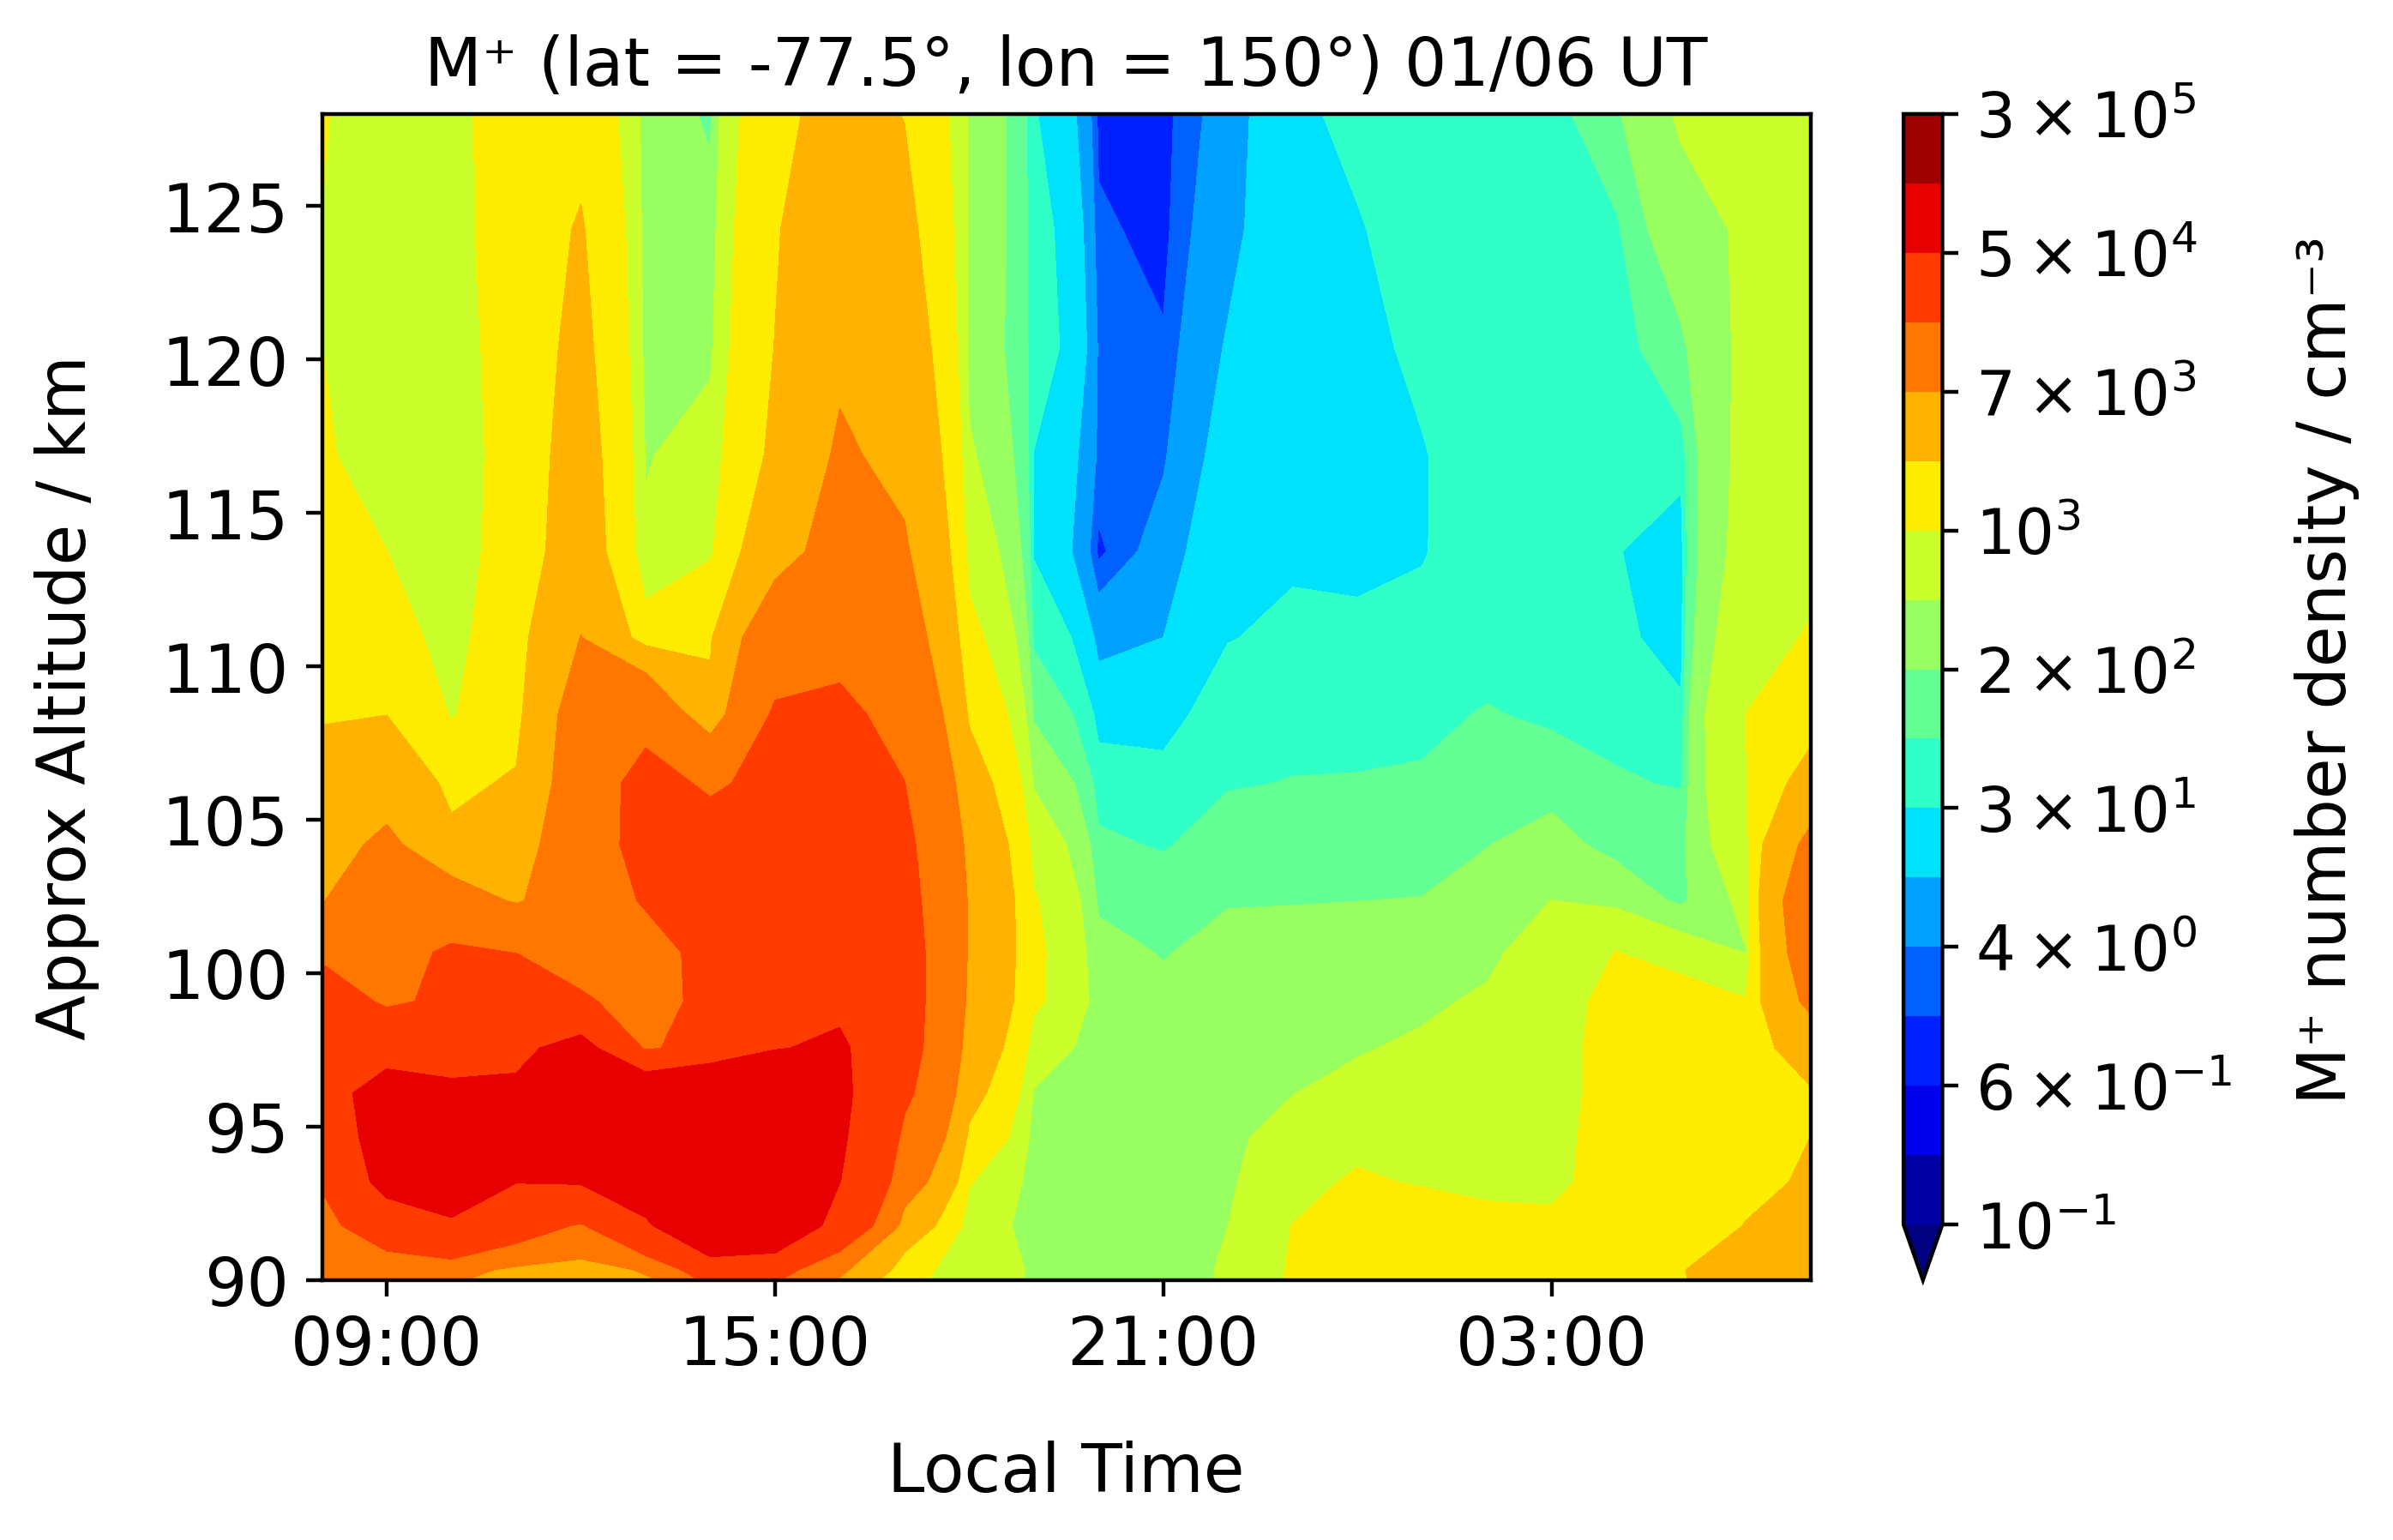 M⁺ (lat = -77.5°, lon = 150°) 01/06 UT
Approx Altitude / km
125
120
115
110
105
100
95
90
09:00
15:00
21:00
03:00
Local Time
3 × 10⁵
5 × 10⁴
7 × 10³
10³
2 × 10²
3 × 10¹
4 × 10⁰
6 × 10⁻¹
10⁻¹
M⁺ number density / cm⁻³